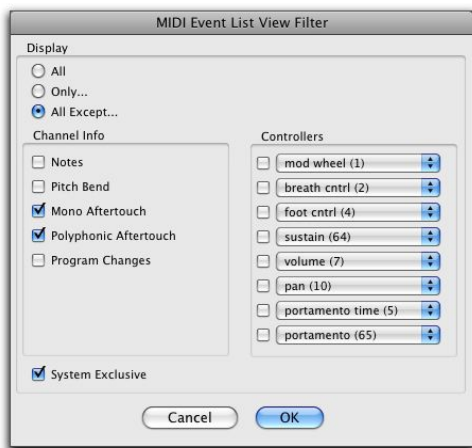 MIDI Event List View Filter
Display
All
Only...
All Except...
Channel Info
Notes
Pitch Bend
Mono Aftertouch
Polyphonic Aftertouch
Program Changes
Controllers
mod wheel (1)
breath cntrl (2)
foot cntrl (4)
sustain (64)
volume (7)
pan (10)
portamento time (5)
portamento (65)
System Exclusive
Cancel
OK